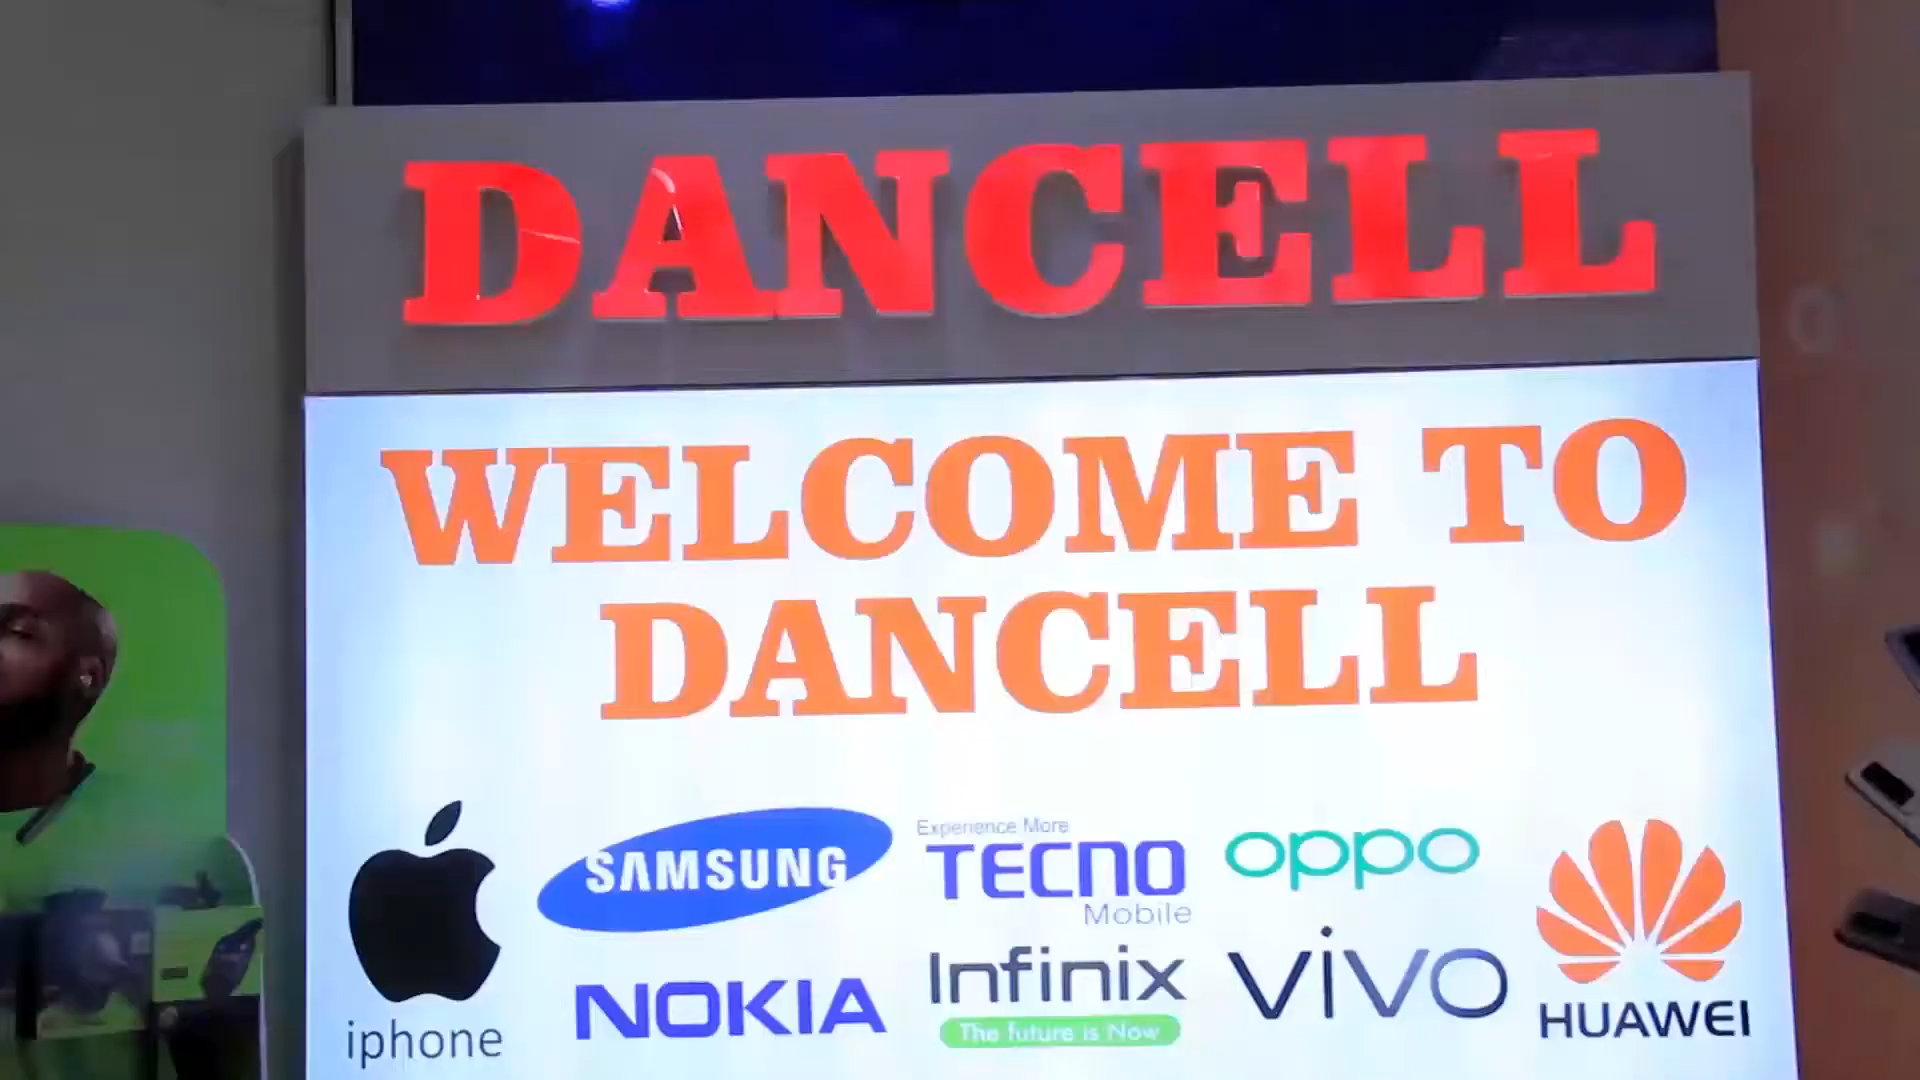 DANCELL
WELCOME TO
DANCELL
iphone
SAMSUNG
NOKIA
Experience More
TECNO
Mobile
Infinix
The future is Now
oppo
vivo
HUAWEI